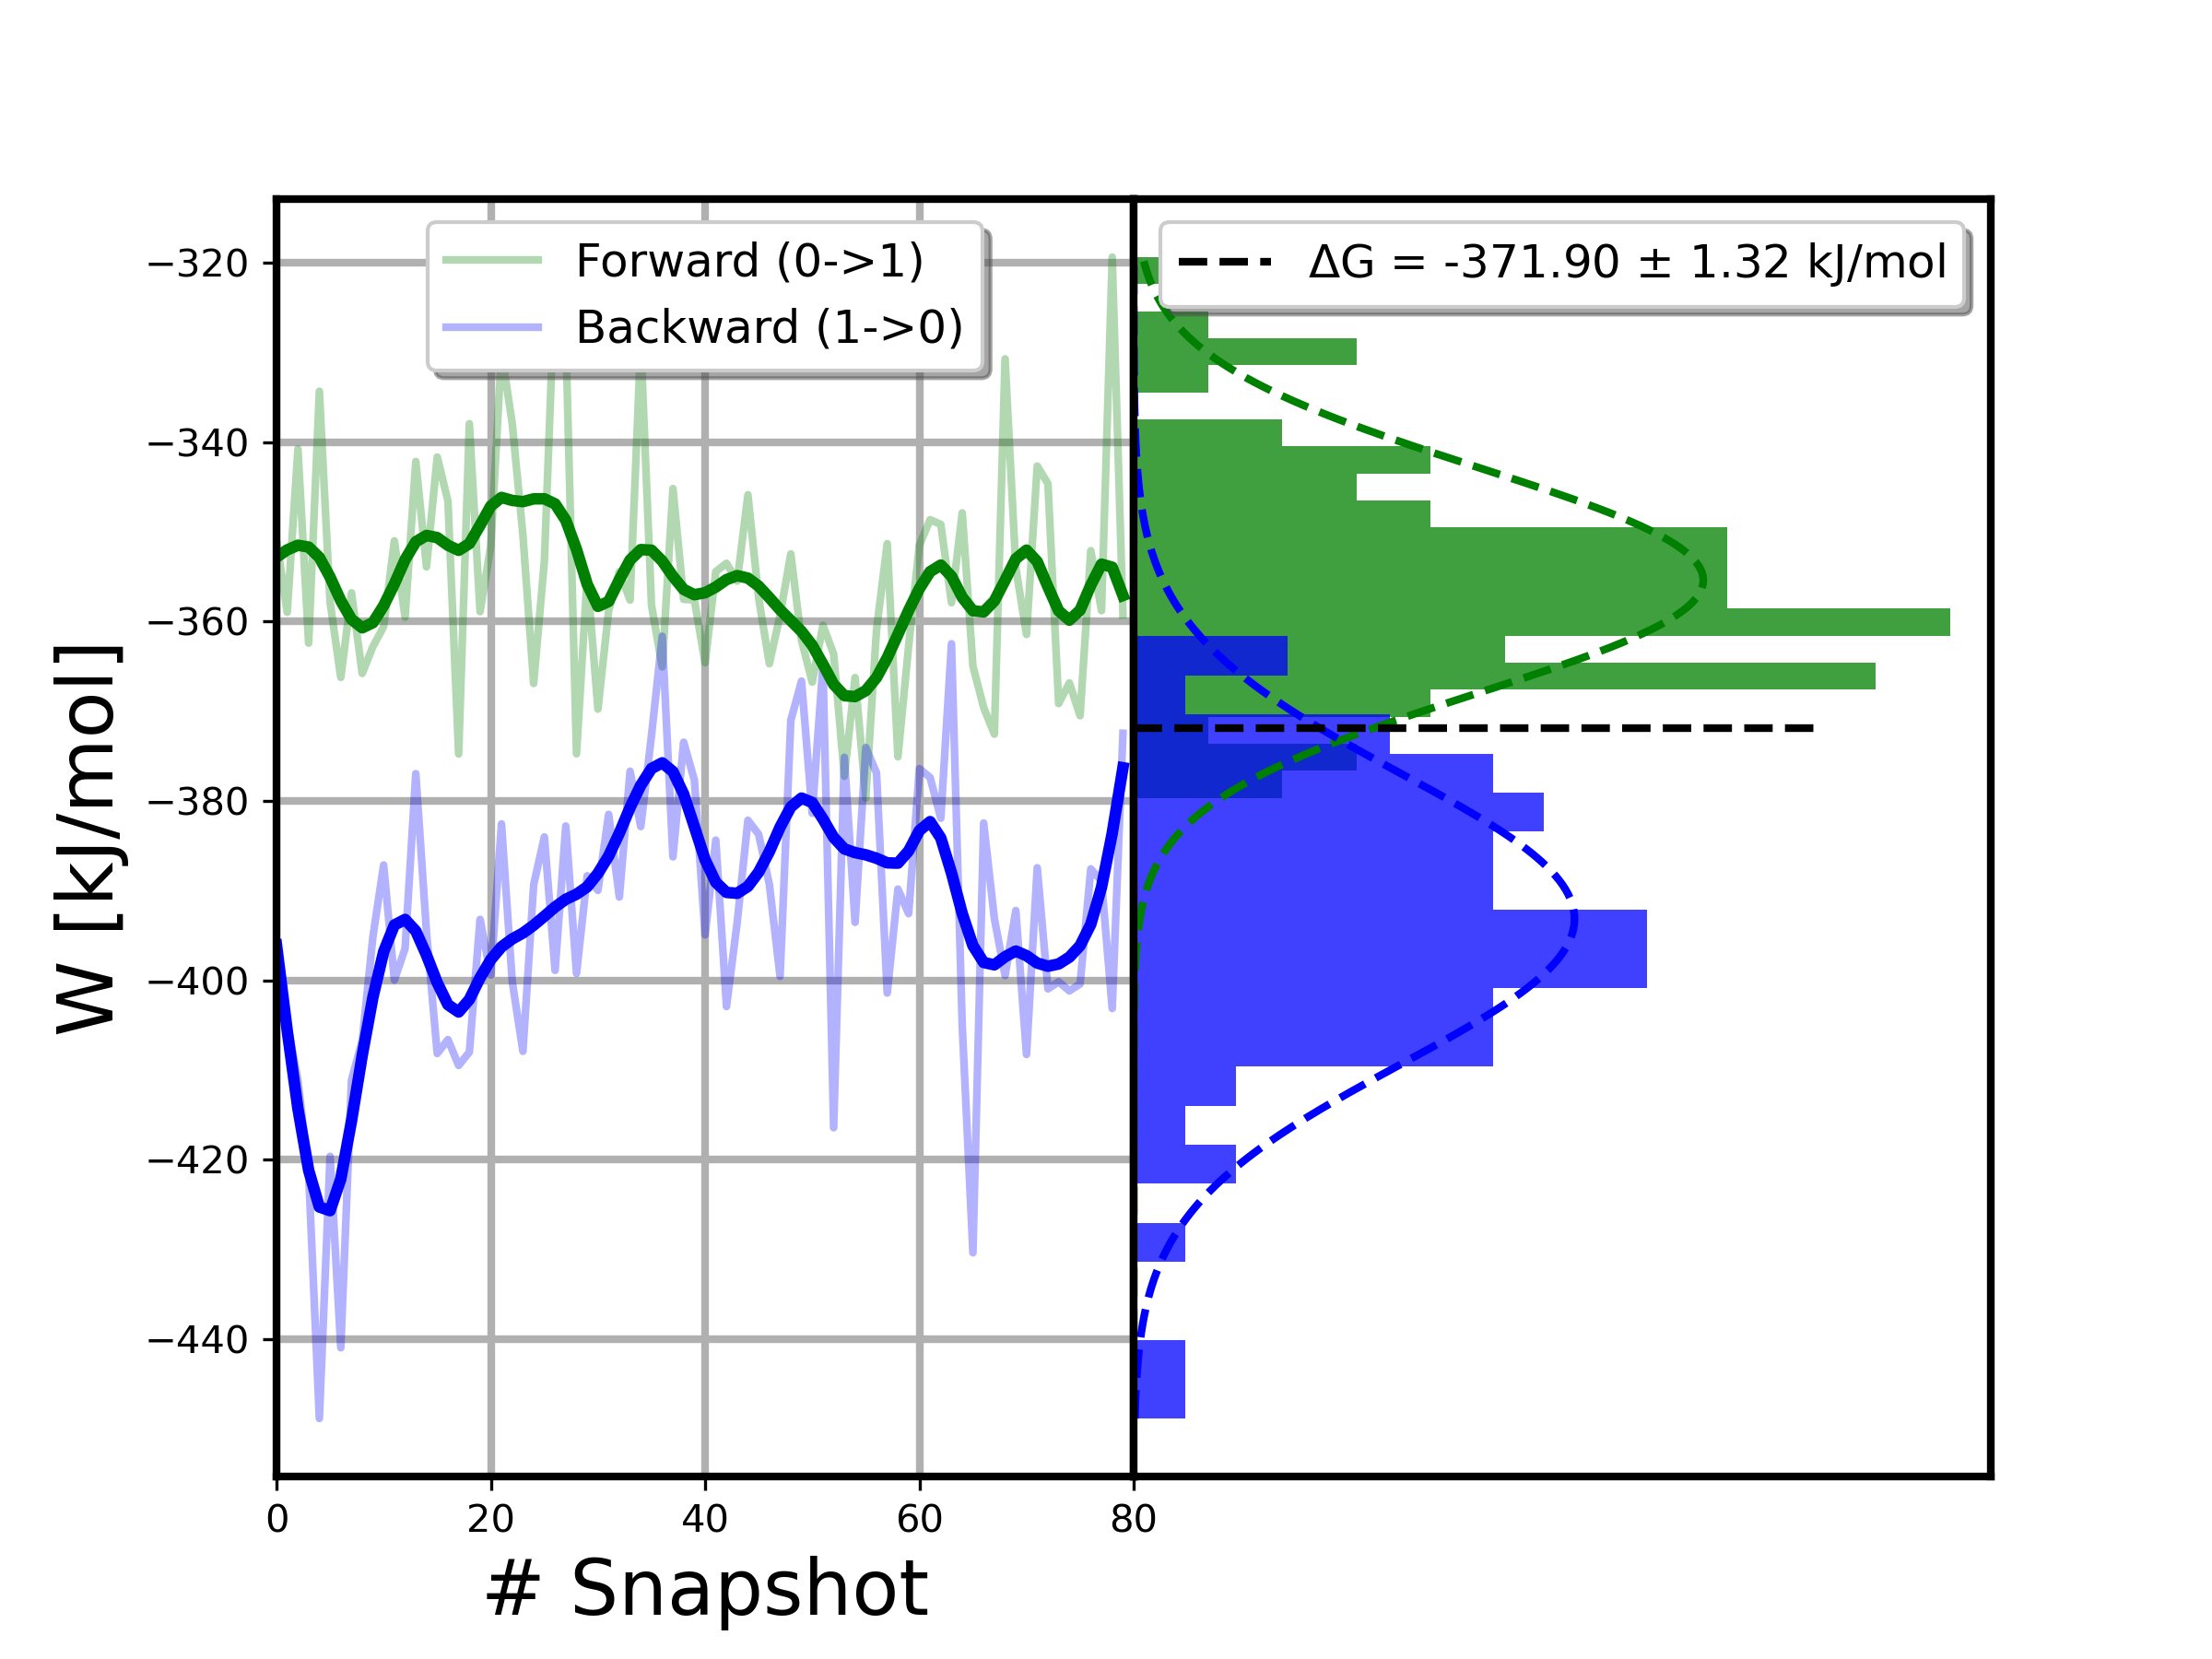 Forward (0->1)
Backward (1->0)
ΔG = -371.90 ± 1.32 kJ/mol
−320
−340
−360
−380
−400
−420
−440
W [kJ/mol]
0 20 40 60 80
# Snapshot